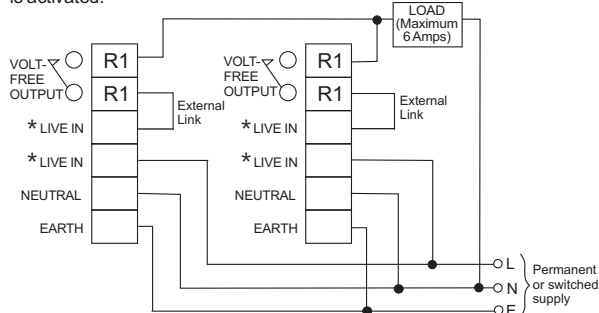 is activated.
LOAD
(Maximum
6 Amps)
VOLT-
FREE
OUTPUT
R1
R1
External
Link
* LIVE IN
* LIVE IN
NEUTRAL
EARTH
VOLT-
FREE
OUTPUT
R1
R1
External
Link
* LIVE IN
* LIVE IN
NEUTRAL
EARTH
L
N
E
Permanent
or switched
supply